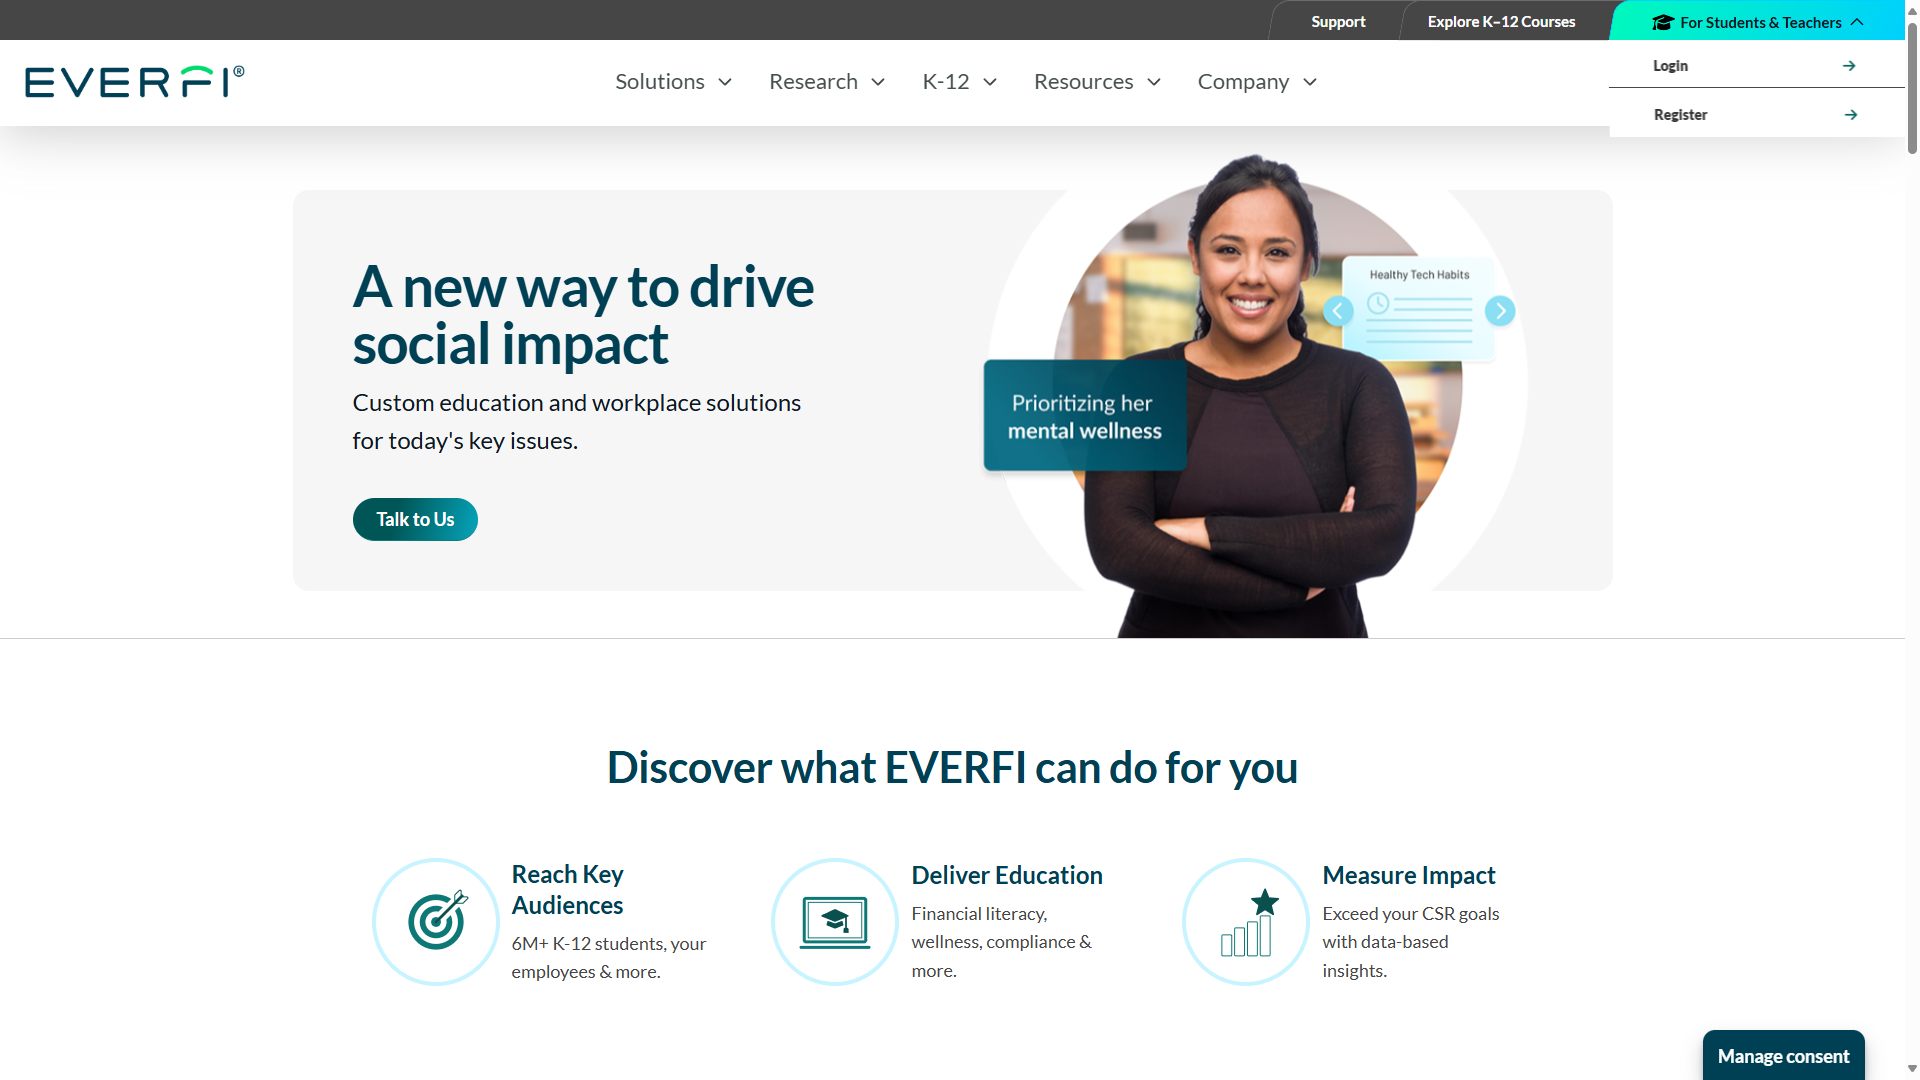 Support
Explore K–12 Courses
For Students & Teachers
Login
Register
EVERFI®
Solutions
Research
K-12
Resources
Company
A new way to drive
social impact
Custom education and workplace solutions
for today's key issues.
Talk to Us
Healthy Tech Habits
Prioritizing her
mental wellness
Discover what EVERFI can do for you
Reach Key
Audiences
6M+ K-12 students, your
employees & more.
Deliver Education
Financial literacy,
wellness, compliance &
more.
Measure Impact
Exceed your CSR goals
with data-based
insights.
Manage consent